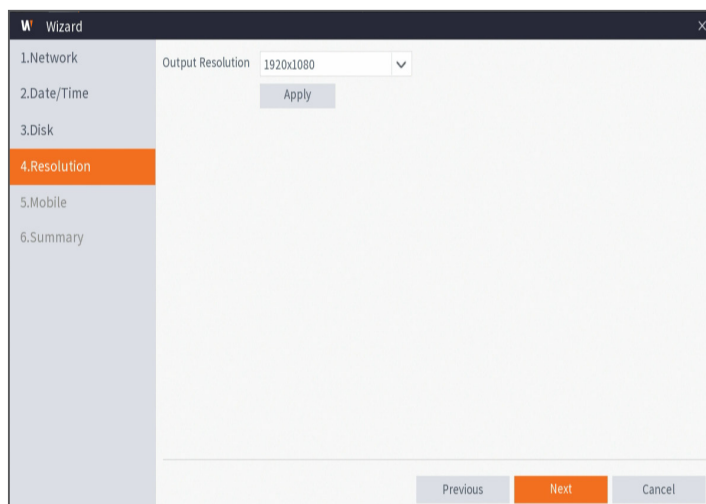 W Wizard
1.Network
2.Date/Time
3.Disk
4.Resolution
5.Mobile
6.Summary
Output Resolution 1920x1080
Apply
Previous Next Cancel